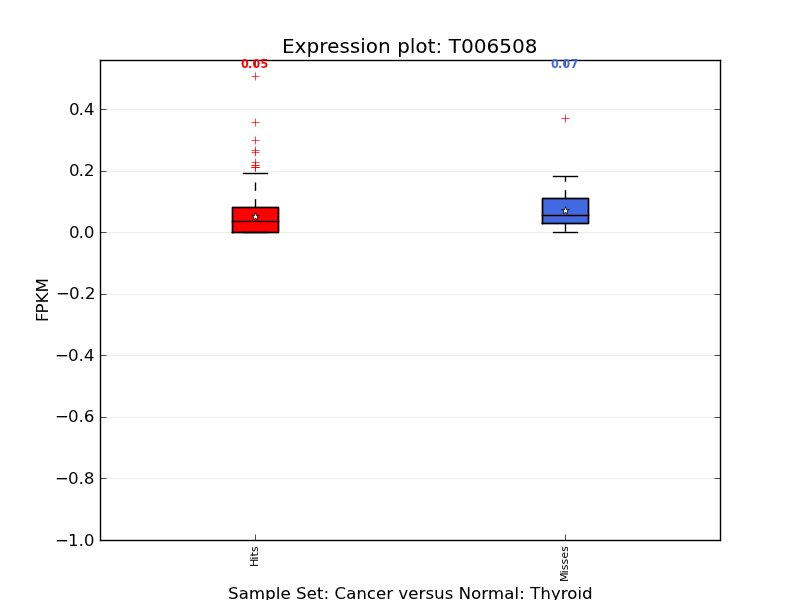 Expression plot: T006508
0.05
0.07
0.4
0.2
0.0
−0.2
−0.4
−0.6
−0.8
−1.0
FPKM
Hits
Misses
Sample Set: Cancer versus Normal: Thyroid